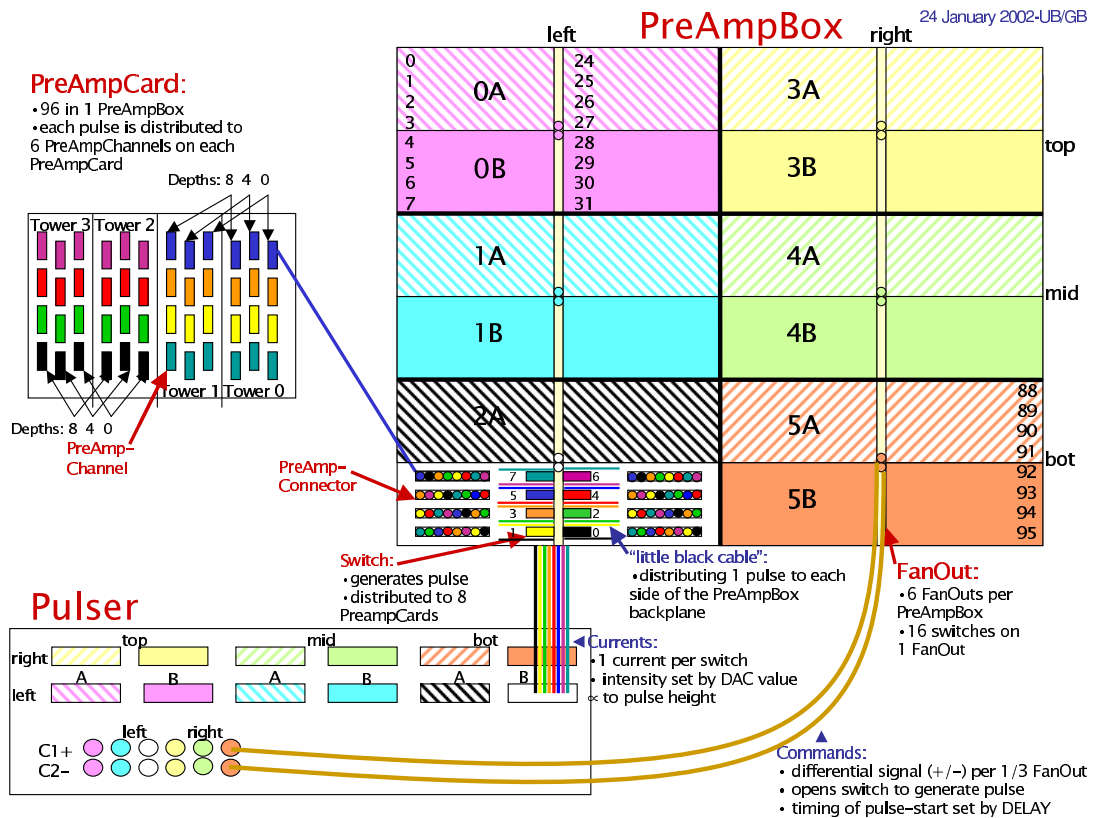 24 January 2002-UB/GB
PreAmpBox
left
right
PreAmpCard:
•96 in 1 PreAmpBox
•each pulse is distributed to
6 PreAmpChannels on each
PreAmpCard
Depths: 8 4 0
Tower 3 Tower 2
Tower 1 Tower 0
Depths: 8 4 0
PreAmp-
Channel
0 24
1 25
2 26
3 27
0A
4 28
5 29
6 30
7 31
0B
3A
3B
top
1A
1B
4A
4B
mid
2A
5A
88
89
90
91
bot
5B
92
93
94
95
PreAmp-
Connector
7 6
5 4
3 2
1 0
Switch:
•generates pulse
•distributed to 8
PreampCards
"little black cable":
•distributing 1 pulse to each
side of the PreAmpBox
backplane
FanOut:
•6 FanOuts per
PreAmpBox
•16 switches on
1 FanOut
Pulser
top mid bot
right
A B A B A B
left
Currents:
•1 current per switch
•intensity set by DAC value
∝ to pulse height
left right
C1+
C2-
Commands:
• differential signal (+/-) per 1/3 FanOut
• opens switch to generate pulse
• timing of pulse-start set by DELAY